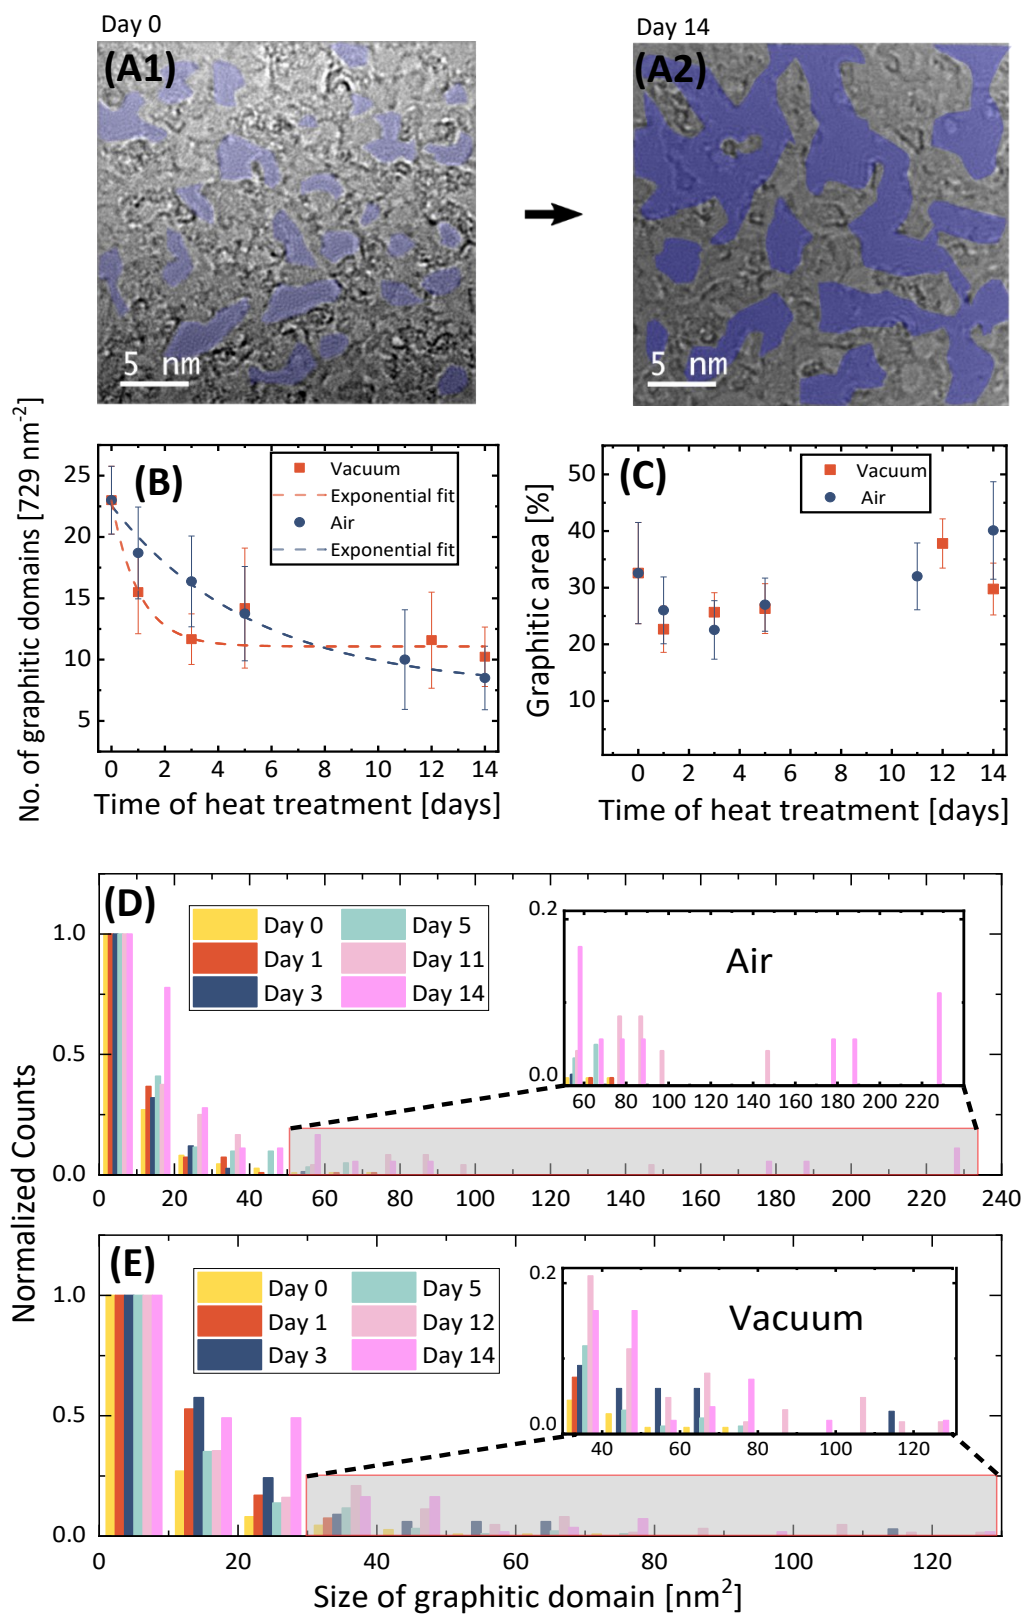 Day 0
Day 14
(A1)
(A2)
5 nm
5 nm
No. of graphitic domains [729 nm⁻²]
25
20
15
10
5
(B)
Vacuum
Exponential fit
Air
Exponential fit
0 2 4 6 8 10 12 14
Time of heat treatment [days]
Graphitic area [%]
50
40
30
20
10
(C)
Vacuum
Air
0 2 4 6 8 10 12 14
Time of heat treatment [days]
Normalized Counts
(D)
1.0
0.5
0.0
Day 0
Day 1
Day 3
Day 5
Day 11
Day 14
0.2
0.0
Air
60 80 100 120 140 160 180 200 220
0 20 40 60 80 100 120 140 160 180 200 220 240
(E)
1.0
0.5
0.0
Day 0
Day 1
Day 3
Day 5
Day 12
Day 14
0.2
0.0
Vacuum
40 60 80 100 120
0 20 40 60 80 100 120
Size of graphitic domain [nm²]